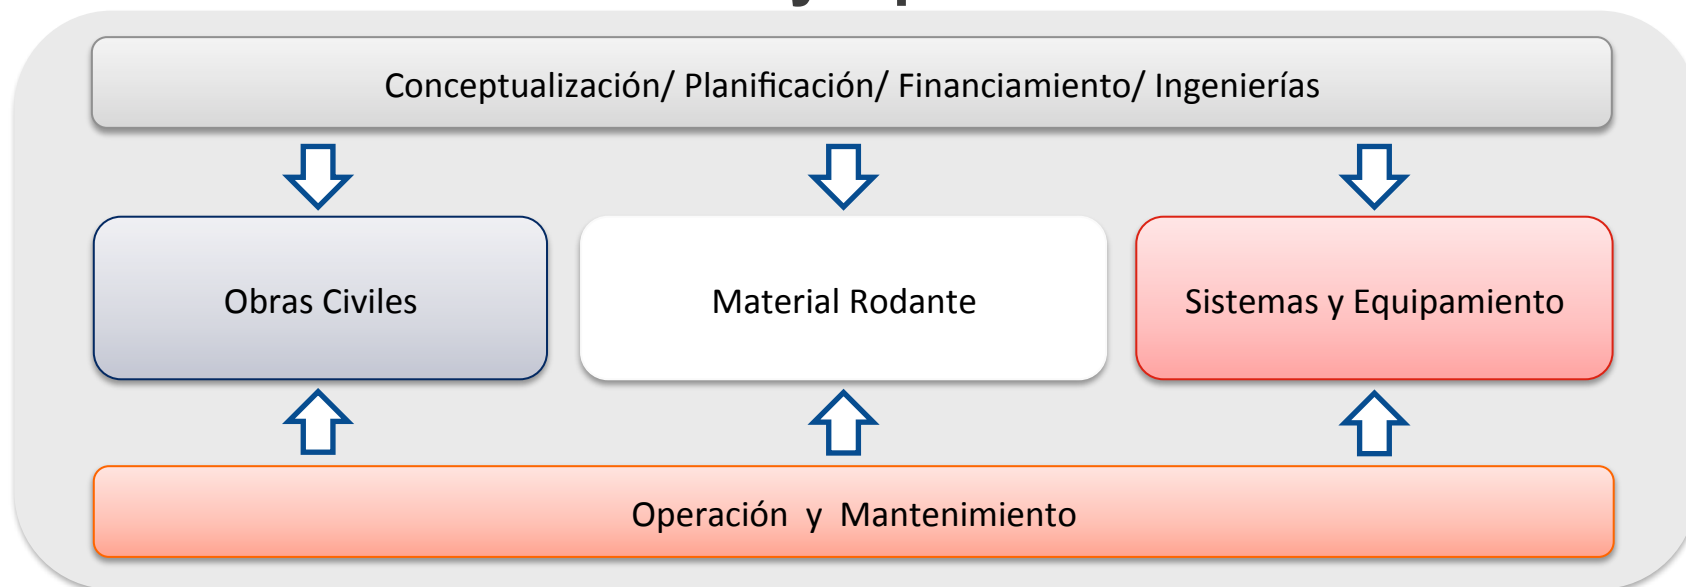 Conceptualización/ Planificación/ Financiamiento/ Ingenierías
Obras Civiles
Material Rodante
Sistemas y Equipamiento
Operación y Mantenimiento